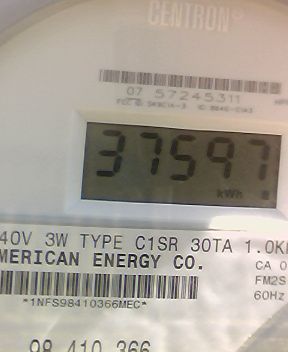 CENTRON®
07 57245311
37597
kWh
40V 3W TYPE C1SR 30TA 1.0K
MERICAN ENERGY CO.
CA 0
FM2S
60Hz
*1NFS98410366MEC*
98 410 366